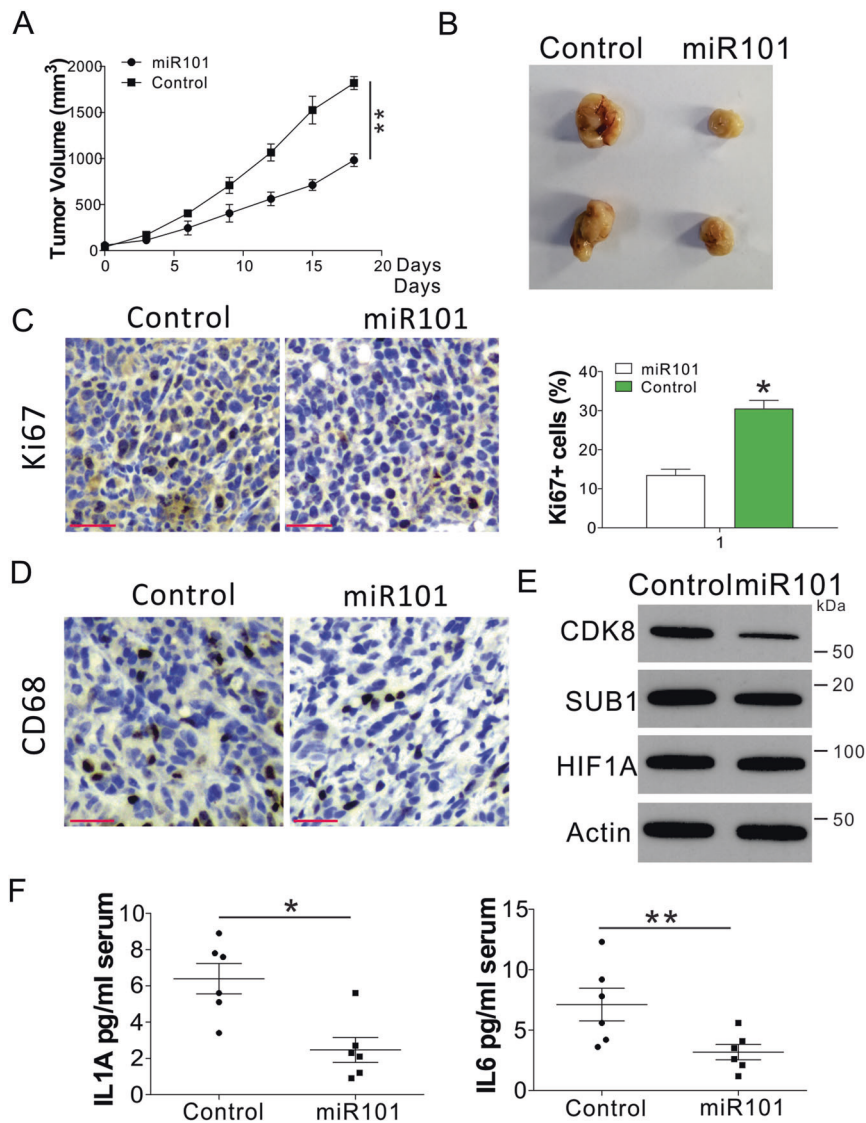 A
miR101
Control
Tumor Volume (mm³)
2000
1500
1000
500
0
**
0 5 10 15 20 Days
Days
B
Control miR101
C
Control miR101
Ki67
miR101
Control
Ki67+ cells (%)
40
30
20
10
0
*
1
D
Control miR101
CD68
E
Control miR101
kDa
CDK8
50
SUB1
20
HIF1A
100
Actin
50
F
IL1A pg/ml serum
10
8
6
4
2
0
*
Control miR101
IL6 pg/ml serum
15
10
5
0
**
Control miR101